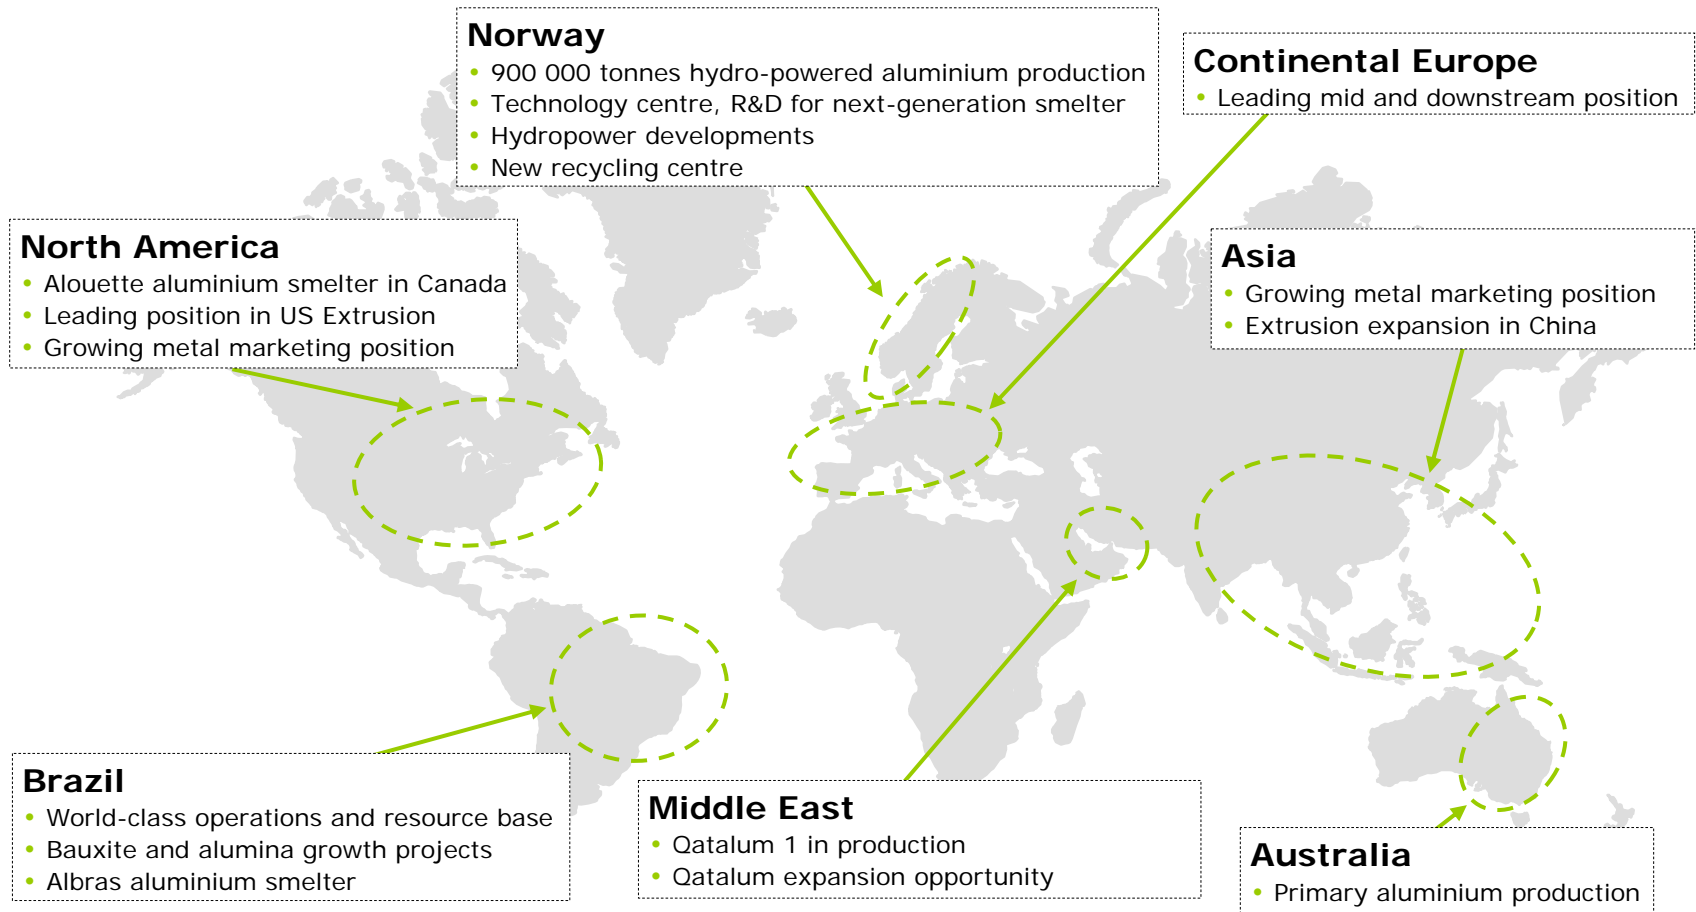 Norway
• 900 000 tonnes hydro-powered aluminium production
• Technology centre, R&D for next-generation smelter
• Hydropower developments
• New recycling centre
Continental Europe
• Leading mid and downstream position
North America
• Alouette aluminium smelter in Canada
• Leading position in US Extrusion
• Growing metal marketing position
Asia
• Growing metal marketing position
• Extrusion expansion in China
Brazil
• World-class operations and resource base
• Bauxite and alumina growth projects
• Albras aluminium smelter
Middle East
• Qatalum 1 in production
• Qatalum expansion opportunity
Australia
• Primary aluminium production